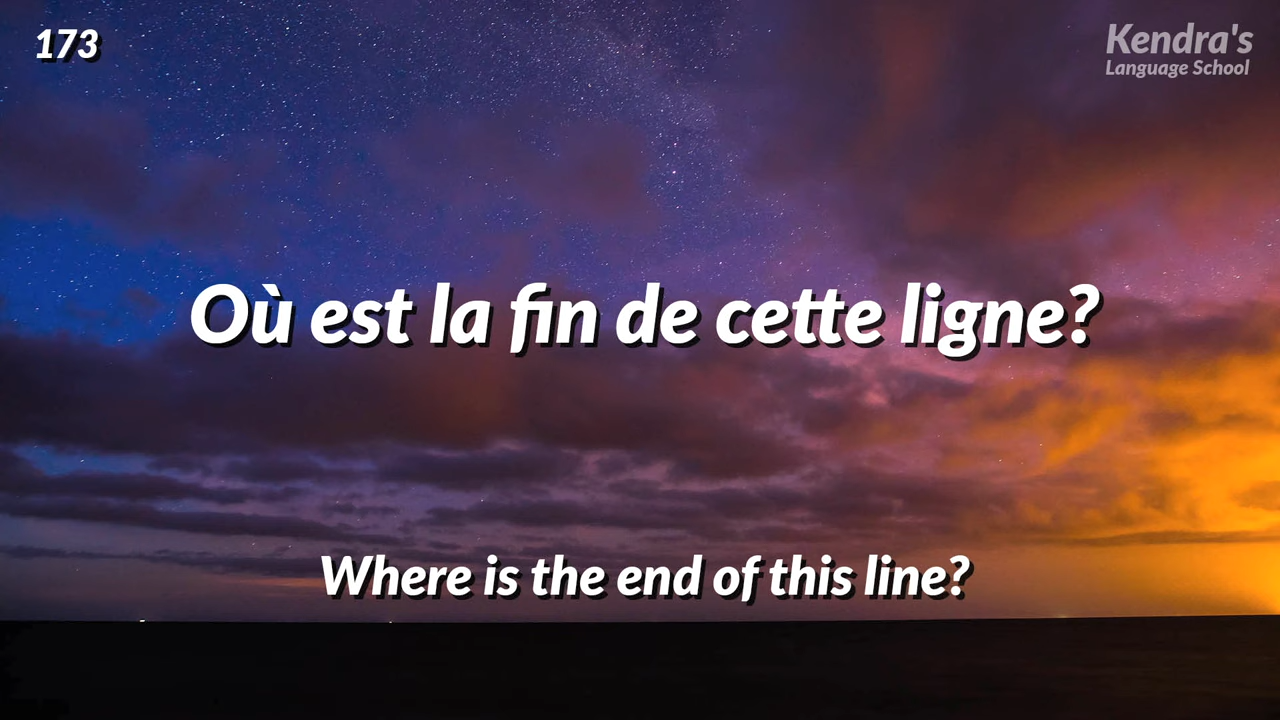 173
Kendra's
Language School
Où est la fin de cette ligne?
Where is the end of this line?